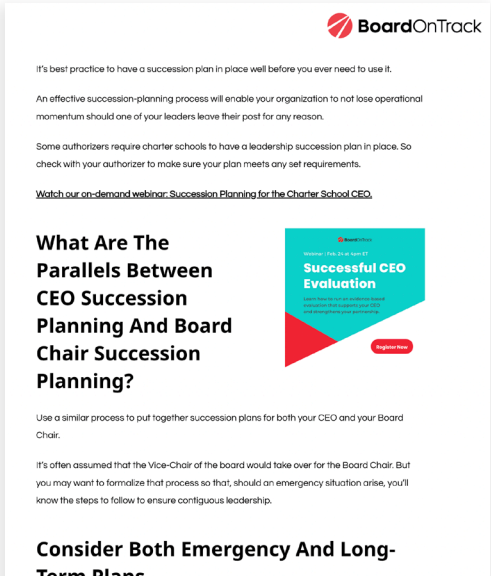 BoardOnTrack
It's best practice to have a succession plan in place well before you ever need to use it.
An effective succession-planning process will enable your organization to not lose operational
momentum should one of your leaders leave their post for any reason.
Some authorizers require charter schools to have a leadership succession plan in place. So
check with your authorizer to make sure your plan meets any set requirements.
Watch our on-demand webinar: Succession Planning for the Charter School CEO.
What Are The
Parallels Between
CEO Succession
Planning And Board
Chair Succession
Planning?
BoardOnTrack
Webinar | Feb. 24 at 4pm ET
Successful CEO
Evaluation
Learn how to run an evidence-based
evaluation that supports your CEO
and strengthens your partnership.
Register Now
Use a similar process to put together succession plans for both your CEO and your Board
Chair.
It's often assumed that the Vice-Chair of the board would take over for the Board Chair. But
you may want to formalize that process so that, should an emergency situation arise, you'll
know the steps to follow to ensure contiguous leadership.
Consider Both Emergency And Long-
Term Plans